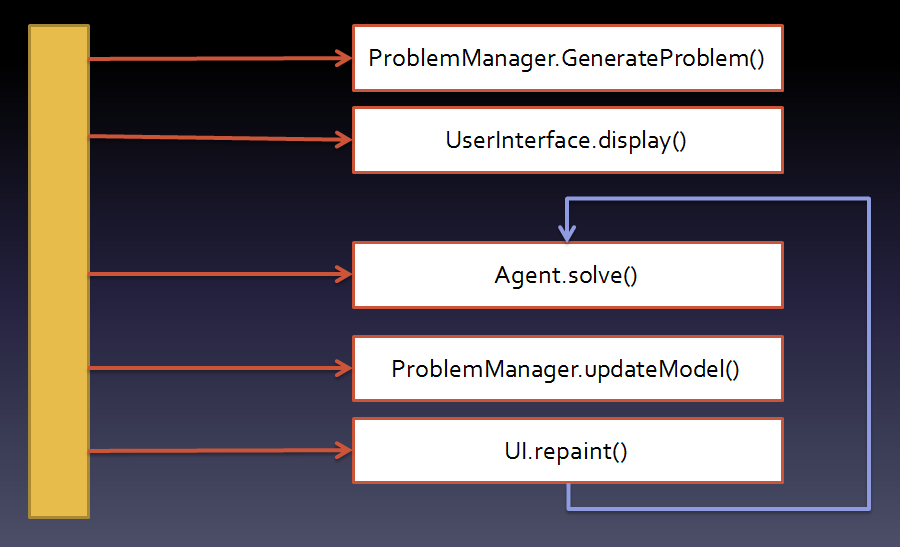 ProblemManager.GenerateProblem()
UserInterface.display()
Agent.solve()
ProblemManager.updateModel()
UI.repaint()